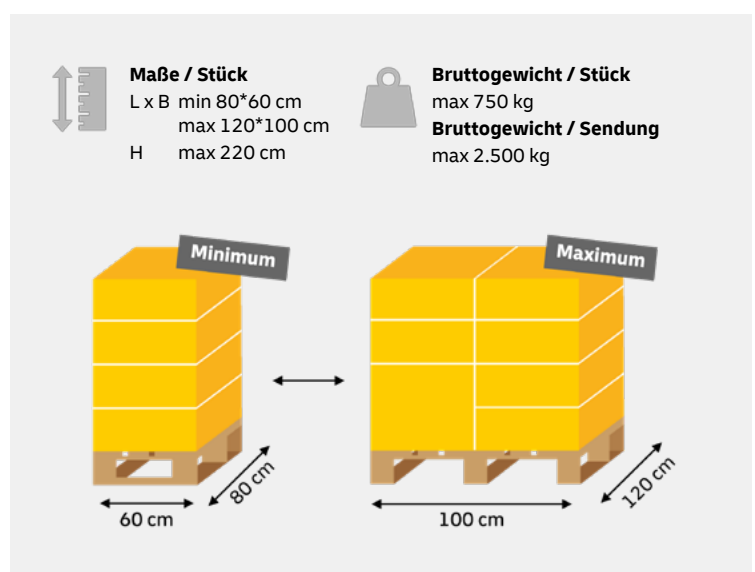 Maße / Stück
L x B min 80*60 cm
max 120*100 cm
H max 220 cm
Bruttogewicht / Stück
max 750 kg
Bruttogewicht / Sendung
max 2.500 kg
Minimum
Maximum
60 cm
80 cm
100 cm
120 cm